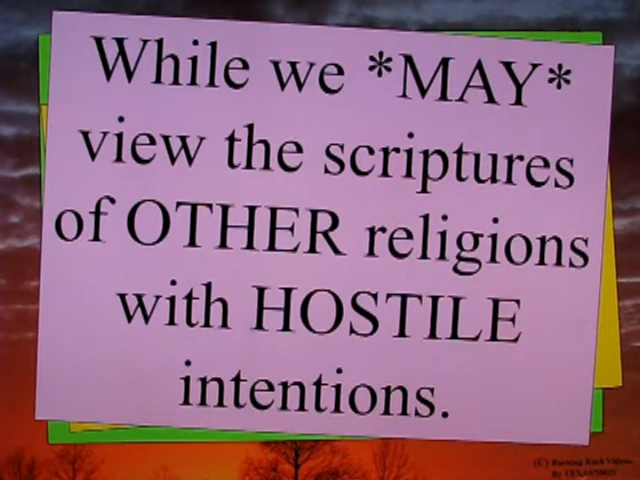 While we *MAY*
view the scriptures
of OTHER religions
with HOSTILE
intentions.